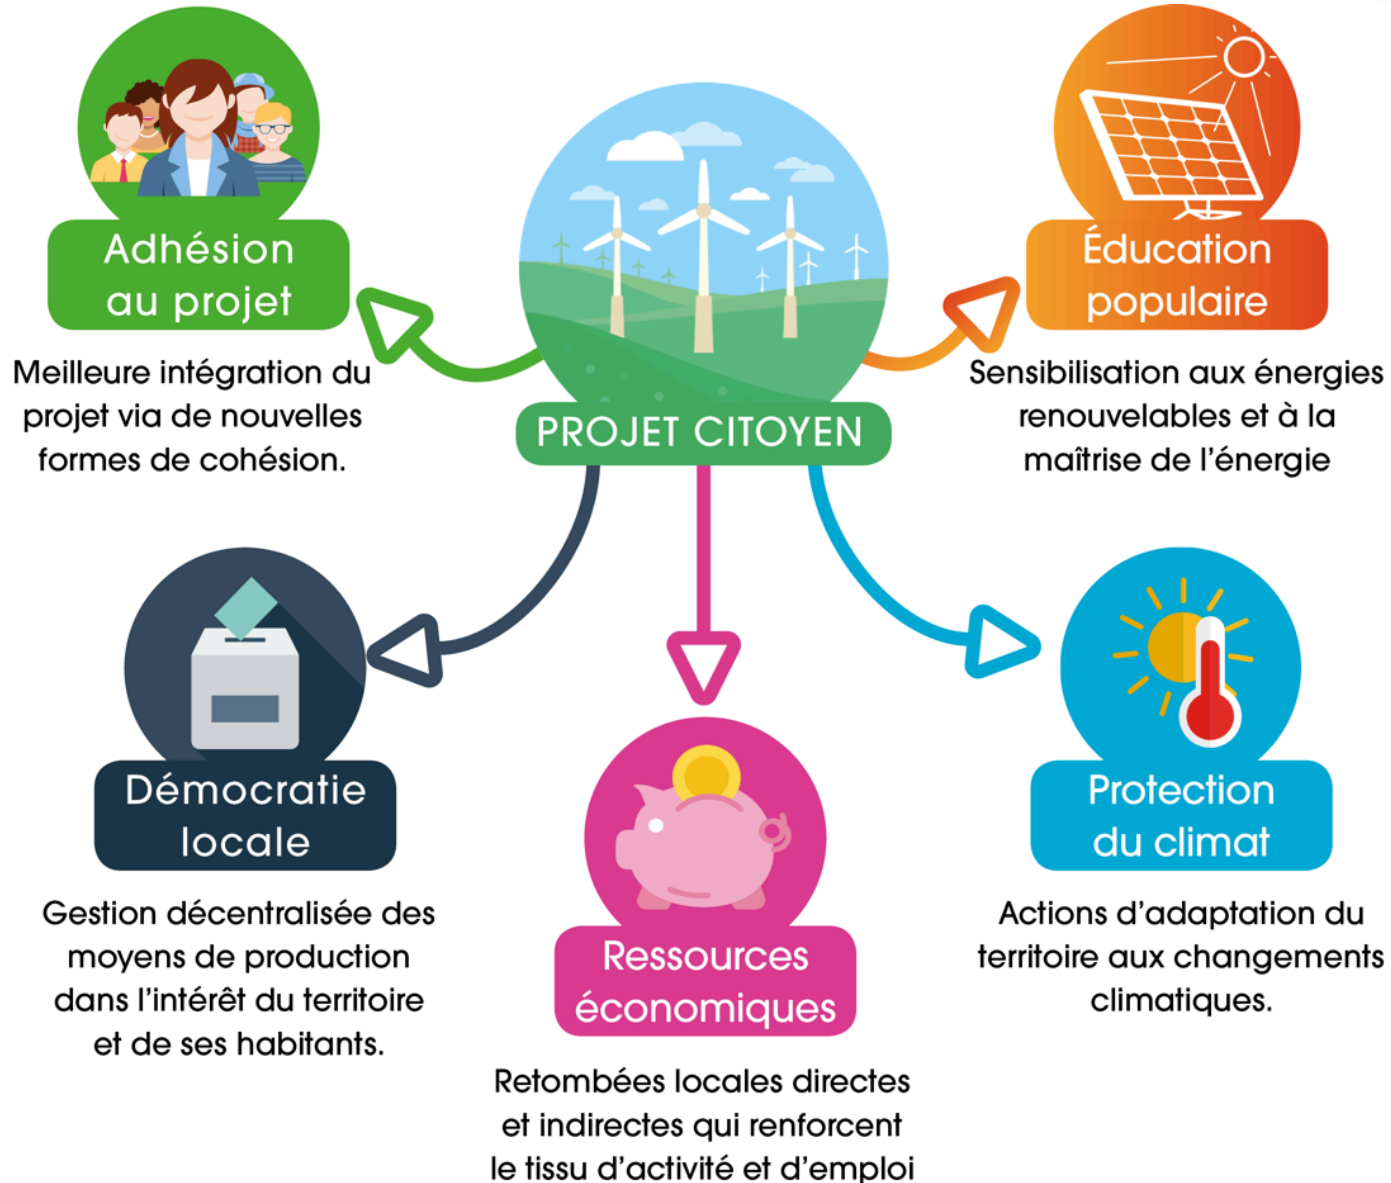 Adhésion
au projet
Meilleure intégration du
projet via de nouvelles
formes de cohésion.
PROJET CITOYEN
Éducation
populaire
Sensibilisation aux énergies
renouvelables et à la
maîtrise de l'énergie
Démocratie
locale
Gestion décentralisée des
moyens de production
dans l'intérêt du territoire
et de ses habitants.
Ressources
économiques
Retombées locales directes
et indirectes qui renforcent
le tissu d'activité et d'emploi
Protection
du climat
Actions d'adaptation du
territoire aux changements
climatiques.